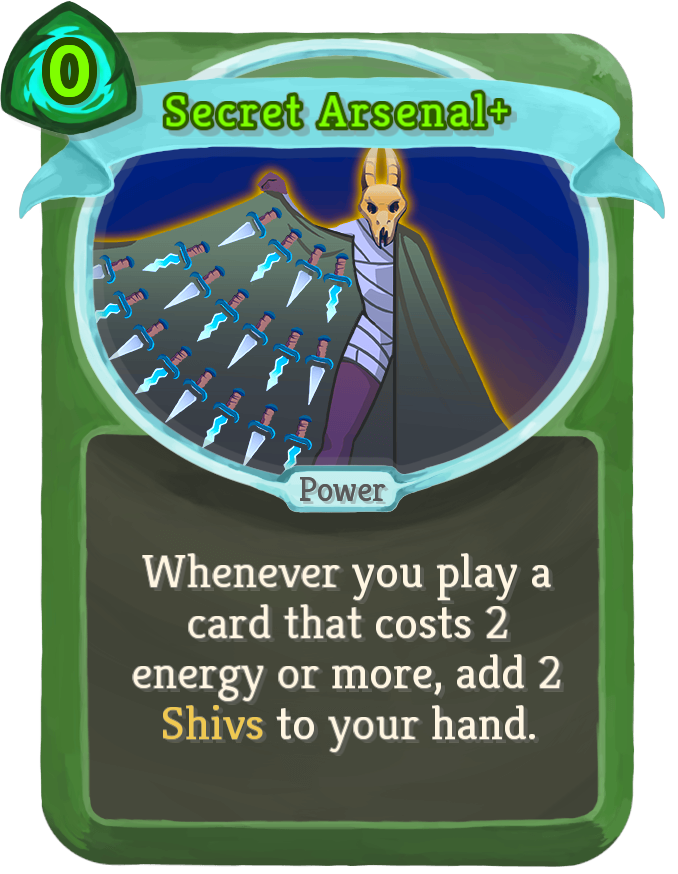 0
Secret Arsenal+
Power
Whenever you play a
card that costs 2
energy or more, add 2
Shivs to your hand.